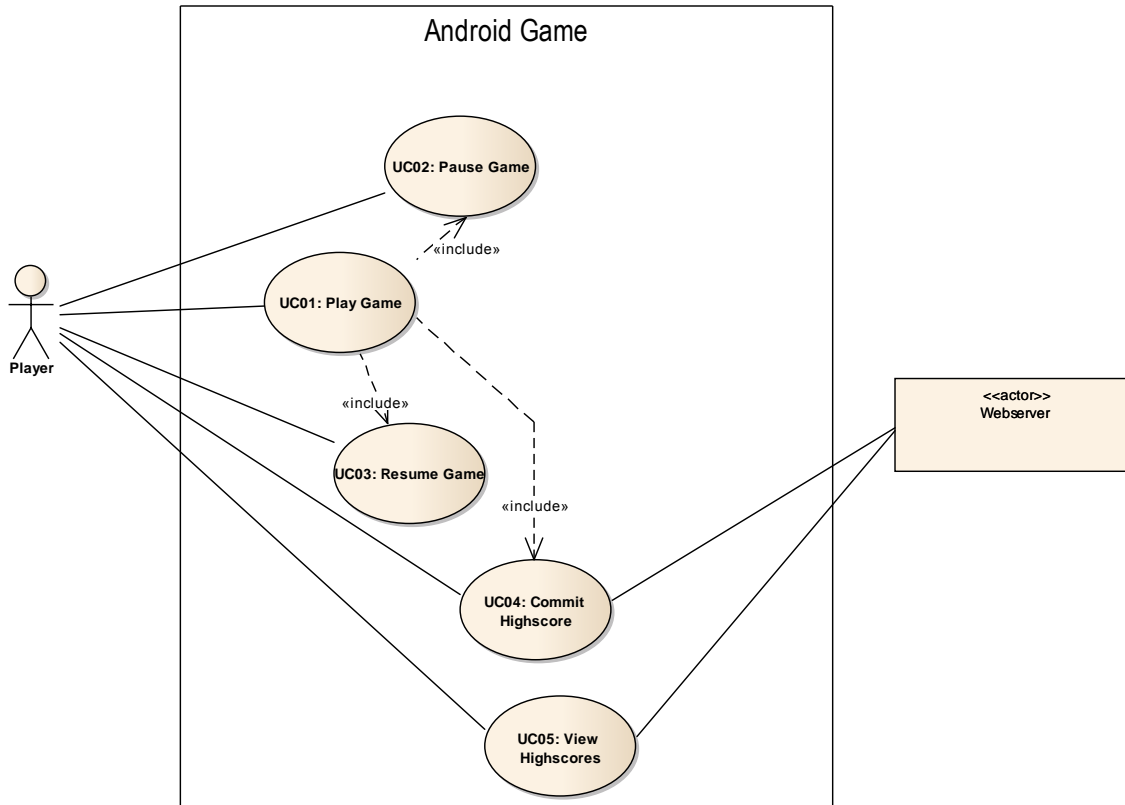 Android Game
UC02: Pause Game
«include»
UC01: Play Game
Player
«include»
<<actor>>
Webserver
UC03: Resume Game
«include»
UC04: Commit
Highscore
UC05: View
Highscores